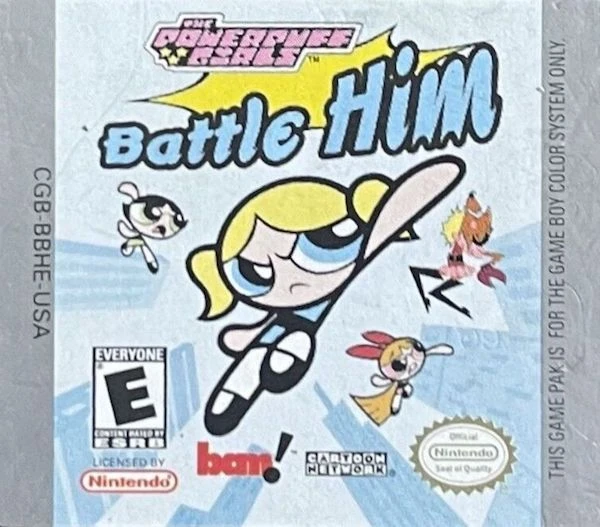 THE
POWERPUFF
GIRLS
TM
Battle Him
CGB-BBHE-USA
THIS GAME PAK IS FOR THE GAME BOY COLOR SYSTEM ONLY.
EVERYONE
E
CONTENT RATED BY
ESRB
LICENSED BY
Nintendo
bam!
CARTOON
NETWORK
Official
Nintendo
Seal of Quality